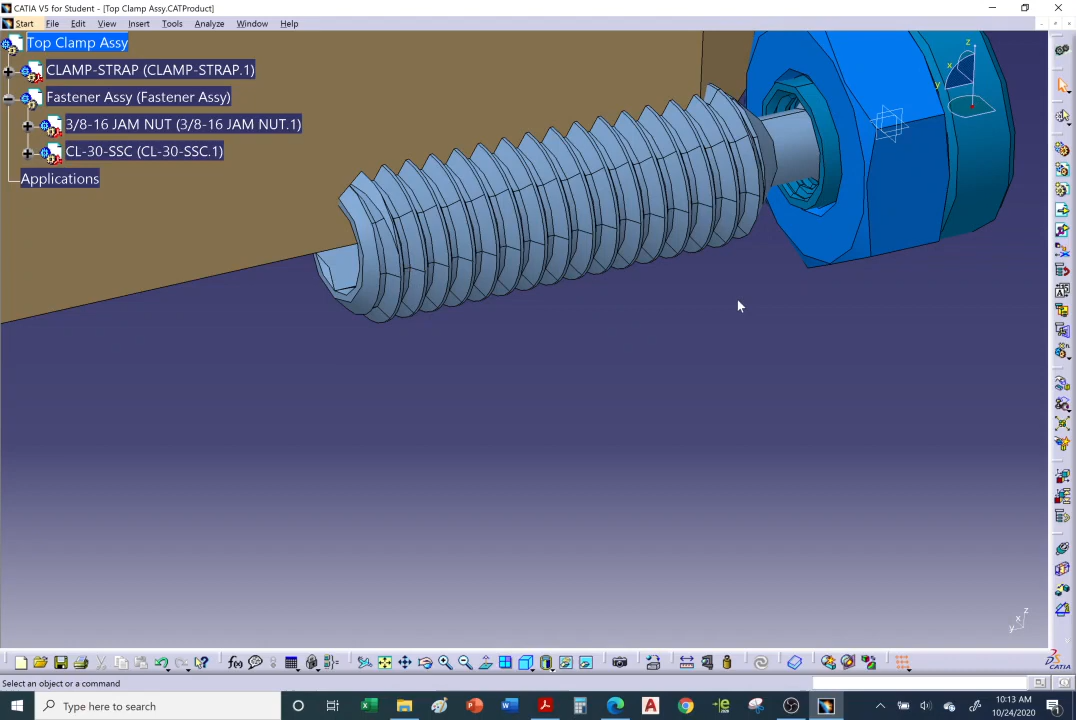 CATIA V5 for Student - [Top Clamp Assy.CATProduct]
Start File Edit View Insert Tools Analyze Window Help
Top Clamp Assy
CLAMP-STRAP (CLAMP-STRAP.1)
Fastener Assy (Fastener Assy)
3/8-16 JAM NUT (3/8-16 JAM NUT.1)
CL-30-SSC (CL-30-SSC.1)
Applications
z
x
y
z
x
y
f(x)
CATIA
Select an object or a command
Type here to search
10:13 AM
10/24/2020